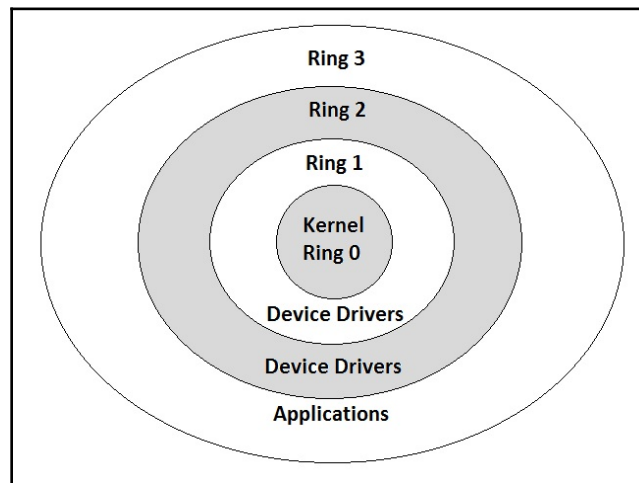 Ring 3
Ring 2
Ring 1
Kernel
Ring 0
Device Drivers
Device Drivers
Applications